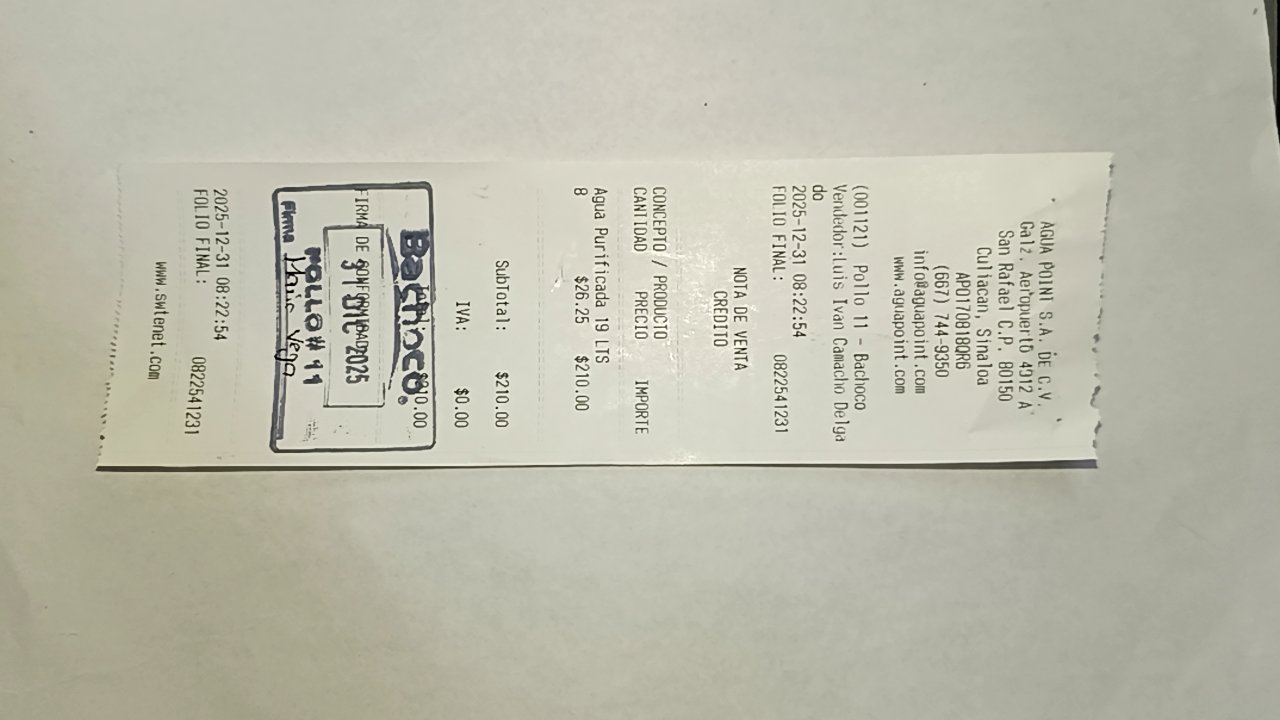 AGUA POINT S.A. DE C.V.
Calz. Aeropuerto 4912 A
San Rafael C.P. 80150
Culiacan, Sinaloa
APO170818QR6
(667) 744-9350
info@aguapoint.com
www.aguapoint.com
(001121) Pollo 11 - Bachoco
Vendedor:Luis Ivan Camacho Delga
do
2025-12-31 08:22:54
FOLIO FINAL: 0822541231
NOTA DE VENTA
CREDITO
CONCEPTO / PRODUCTO
CANTIDAD PRECIO IMPORTE
Agua Purificada 19 LTS
8 $26.25 $210.00
SubTotal: $210.00
IVA: $0.00
$210.00
Bachoco.
FIRMA DE CONFORMIDAD
31 DIC 2025
POLLO # 11
Firma
2025-12-31 08:22:54
FOLIO FINAL: 0822541231
www.swtenet.com